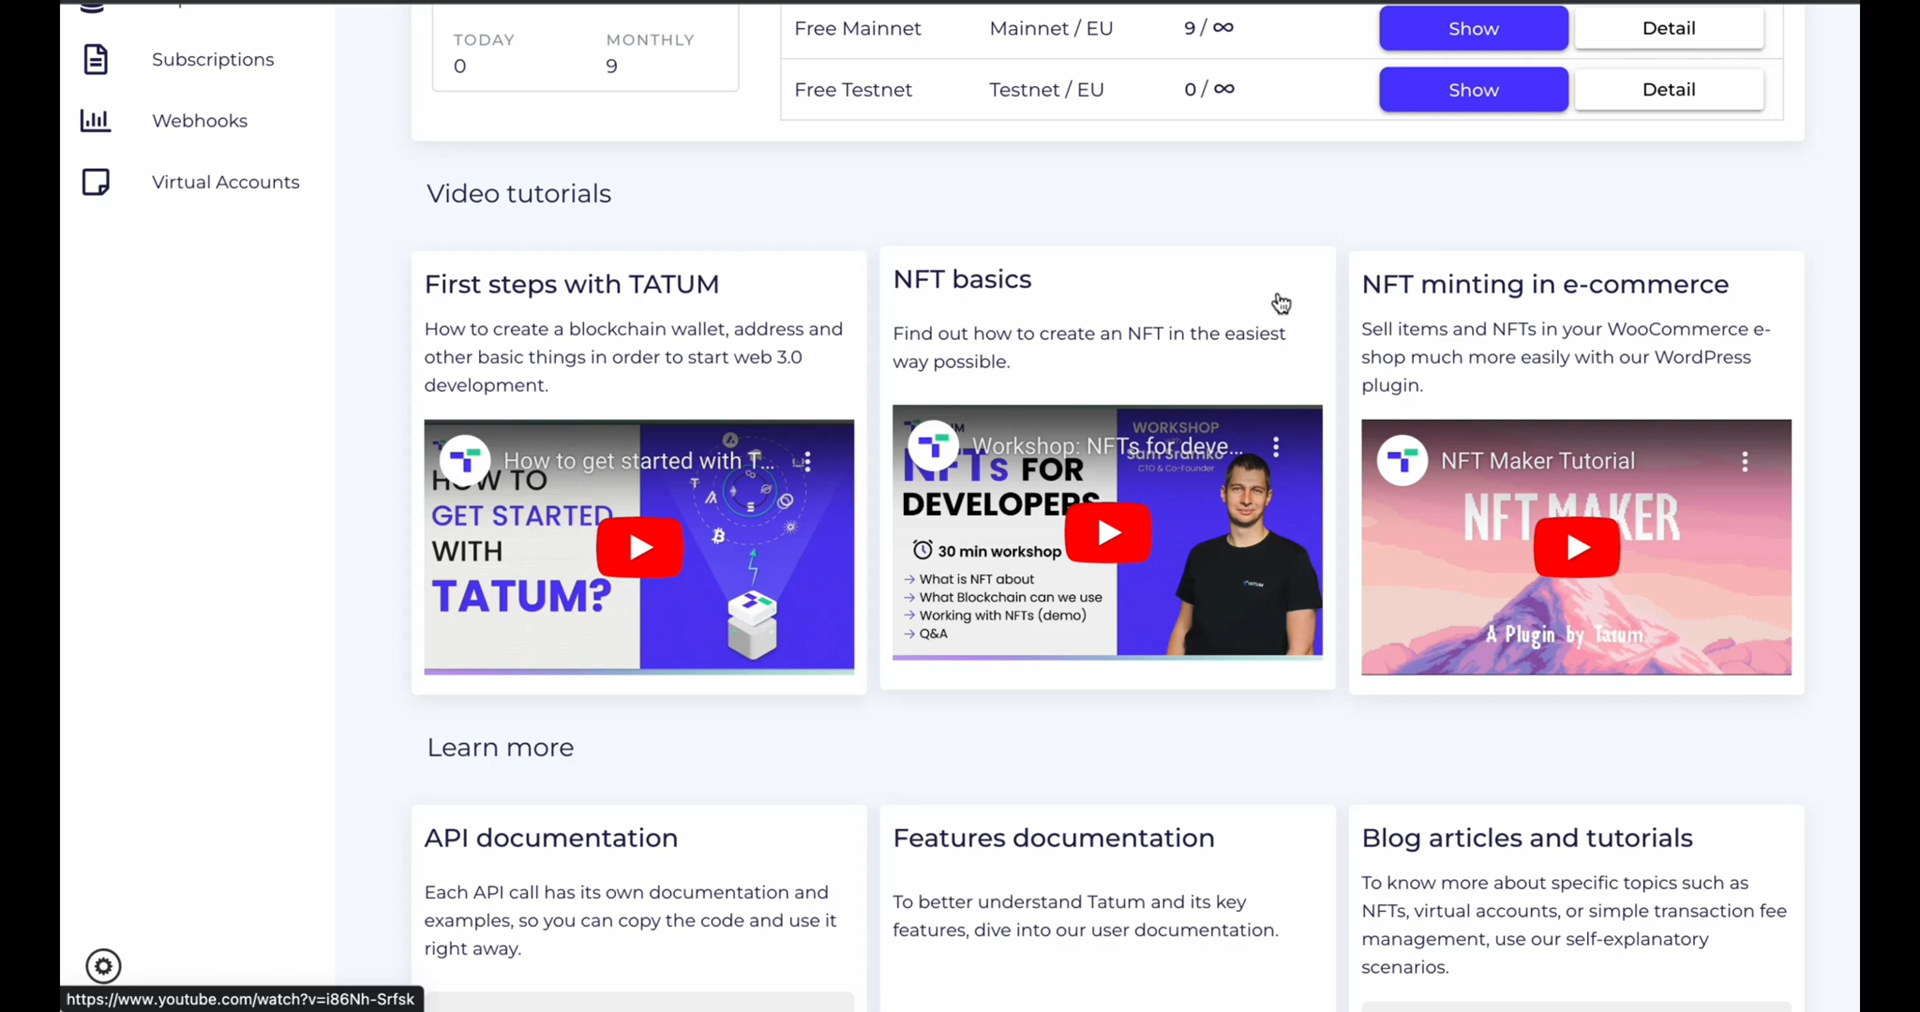 Subscriptions
Webhooks
Virtual Accounts
TODAY MONTHLY
0 9
Free Mainnet Mainnet / EU 9 / ∞ Show Detail
Free Testnet Testnet / EU 0 / ∞ Show Detail
Video tutorials
First steps with TATUM
How to create a blockchain wallet, address and
other basic things in order to start web 3.0
development.
How to get started with T...
HOW TO
GET STARTED
WITH
TATUM?
NFT basics
Find out how to create an NFT in the easiest
way possible.
Workshop: NFTs for deve...
WORKSHOP
Sam Sramko
CTO & Co-Founder
NFTs FOR
DEVELOPERS
30 min workshop
→ What is NFT about
→ What Blockchain can we use
→ Working with NFTs (demo)
→ Q&A
TATUM
NFT minting in e-commerce
Sell items and NFTs in your WooCommerce e-
shop much more easily with our WordPress
plugin.
NFT Maker Tutorial
NFT MAKER
A Plugin by Tatum
Learn more
API documentation
Each API call has its own documentation and
examples, so you can copy the code and use it
right away.
Features documentation
To better understand Tatum and its key
features, dive into our user documentation.
Blog articles and tutorials
To know more about specific topics such as
NFTs, virtual accounts, or simple transaction fee
management, use our self-explanatory
scenarios.
https://www.youtube.com/watch?v=i86Nh-Srfsk